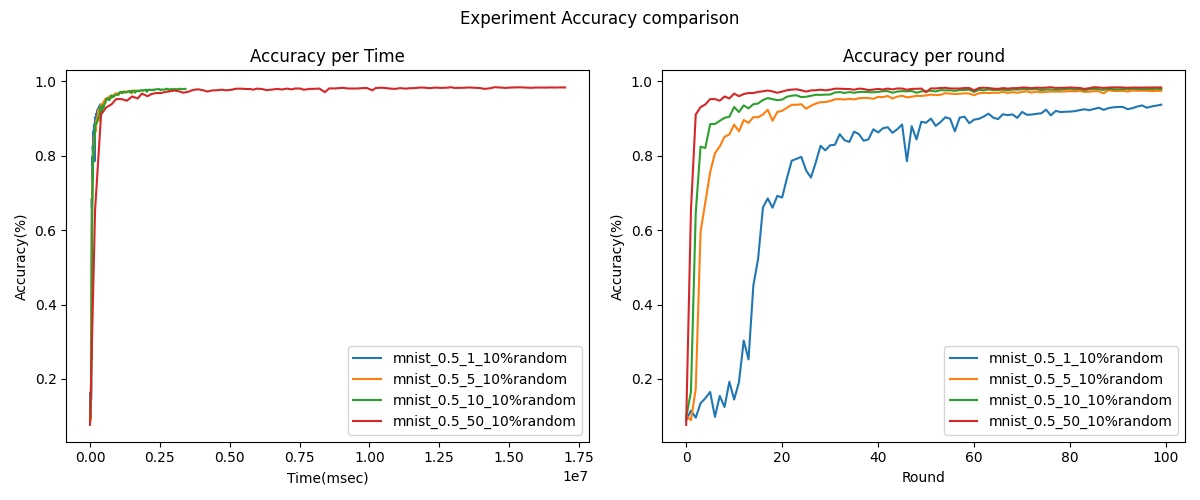 Experiment Accuracy comparison
Accuracy per Time
Accuracy(%)
1.0
0.8
0.6
0.4
0.2
mnist_0.5_1_10%random
mnist_0.5_5_10%random
mnist_0.5_10_10%random
mnist_0.5_50_10%random
0.00 0.25 0.50 0.75 1.00 1.25 1.50 1.75
1e7
Time(msec)
Accuracy per round
Accuracy(%)
1.0
0.8
0.6
0.4
0.2
mnist_0.5_1_10%random
mnist_0.5_5_10%random
mnist_0.5_10_10%random
mnist_0.5_50_10%random
0 20 40 60 80 100
Round